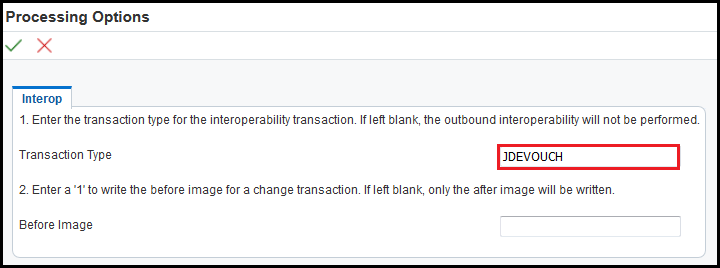 Processing Options
Interop
1. Enter the transaction type for the interoperability transaction. If left blank, the outbound interoperability will not be performed.
Transaction Type
JDEVOUCH
2. Enter a '1' to write the before image for a change transaction. If left blank, only the after image will be written.
Before Image